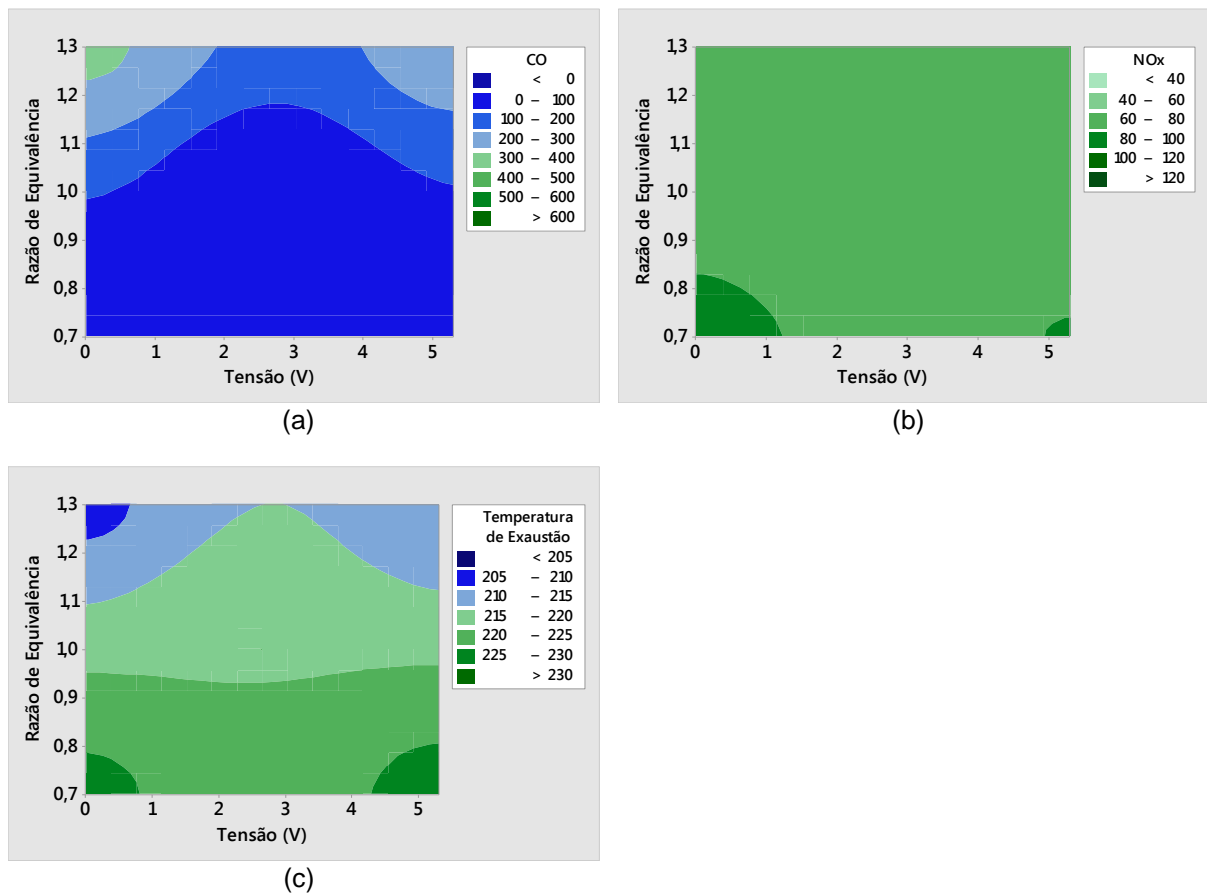 1,3
1,2
1,1
1,0
0,9
0,8
0,7
Razão de Equivalência
0 1 2 3 4 5
Tensão (V)
CO
< 0
0 – 100
100 – 200
200 – 300
300 – 400
400 – 500
500 – 600
> 600
(a)
1,3
1,2
1,1
1,0
0,9
0,8
0,7
Razão de Equivalência
0 1 2 3 4 5
Tensão (V)
NOx
< 40
40 – 60
60 – 80
80 – 100
100 – 120
> 120
(b)
1,3
1,2
1,1
1,0
0,9
0,8
0,7
Razão de Equivalência
0 1 2 3 4 5
Tensão (V)
Temperatura
de Exaustão
< 205
205 – 210
210 – 215
215 – 220
220 – 225
225 – 230
> 230
(c)